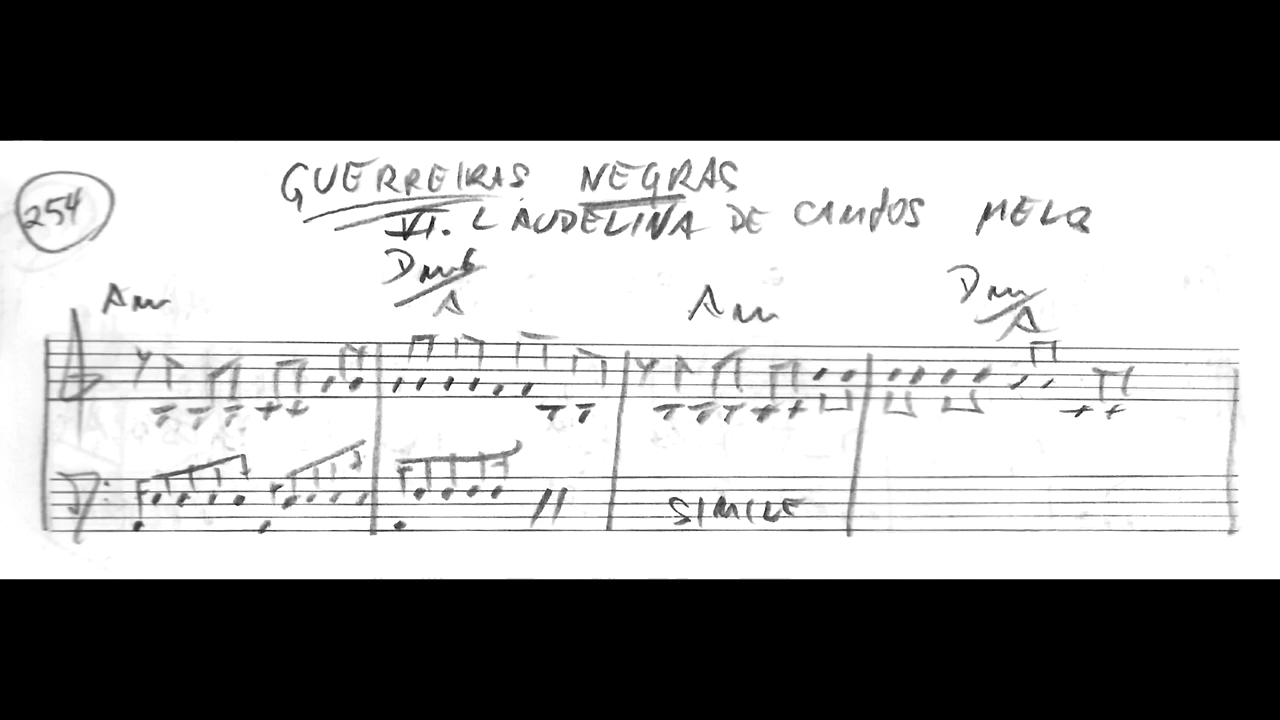 254
GUERREIRAS NEGRAS
VI. LAUDELINA DE CAMPOS MELO
Am Dm6/A Am Dm/A
SIMILE